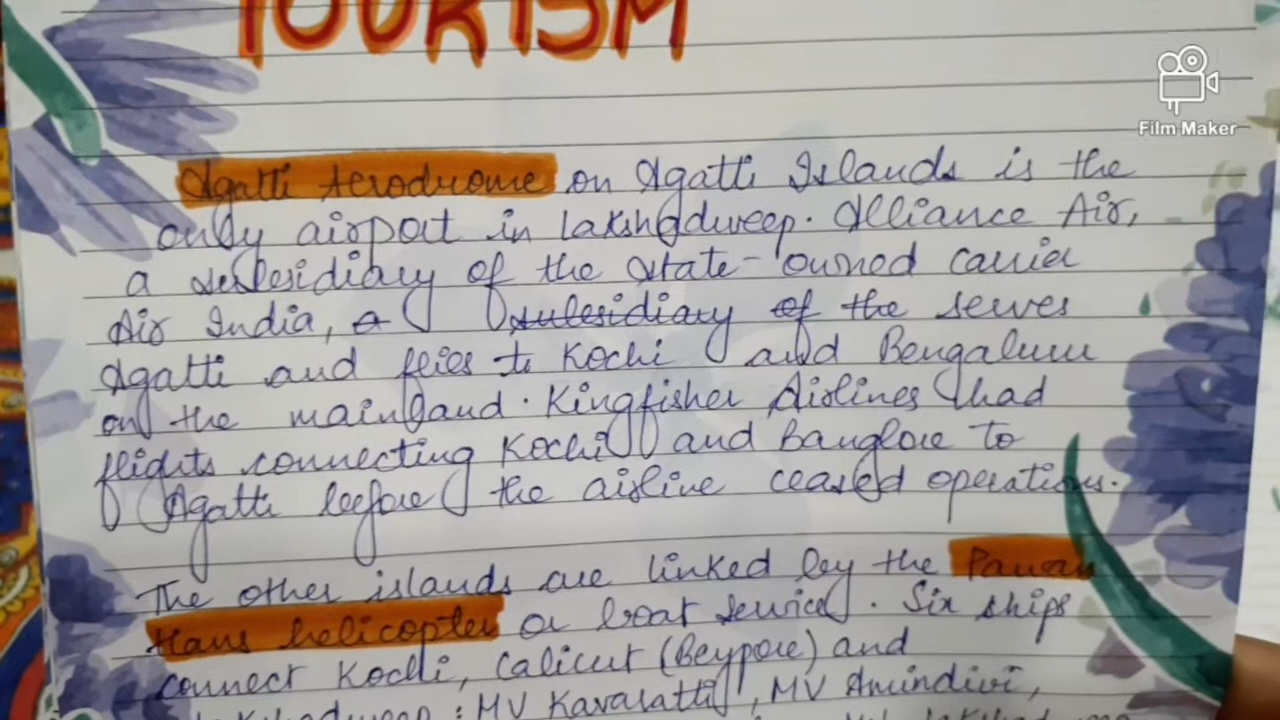 TOURISM
Film Maker
Agatti Aerodrome on Agatti Islands is the
only airport in Lakshadweep. Alliance Air,
a subsidiary of the state-owned carrier
Air India, a subsidiary of the serves
Agatti and flies to Kochi and Bengaluru
on the mainland. Kingfisher Airlines had
flights connecting Kochi and Banglore to
Agatti before the airline ceased operations.
The other islands are linked by the Pawan
Hans helicopter or boat service. Six ships
connect Kochi, Calicut (Beypore) and
Lakshadweep : MV Kavaratti, MV Amindivi,